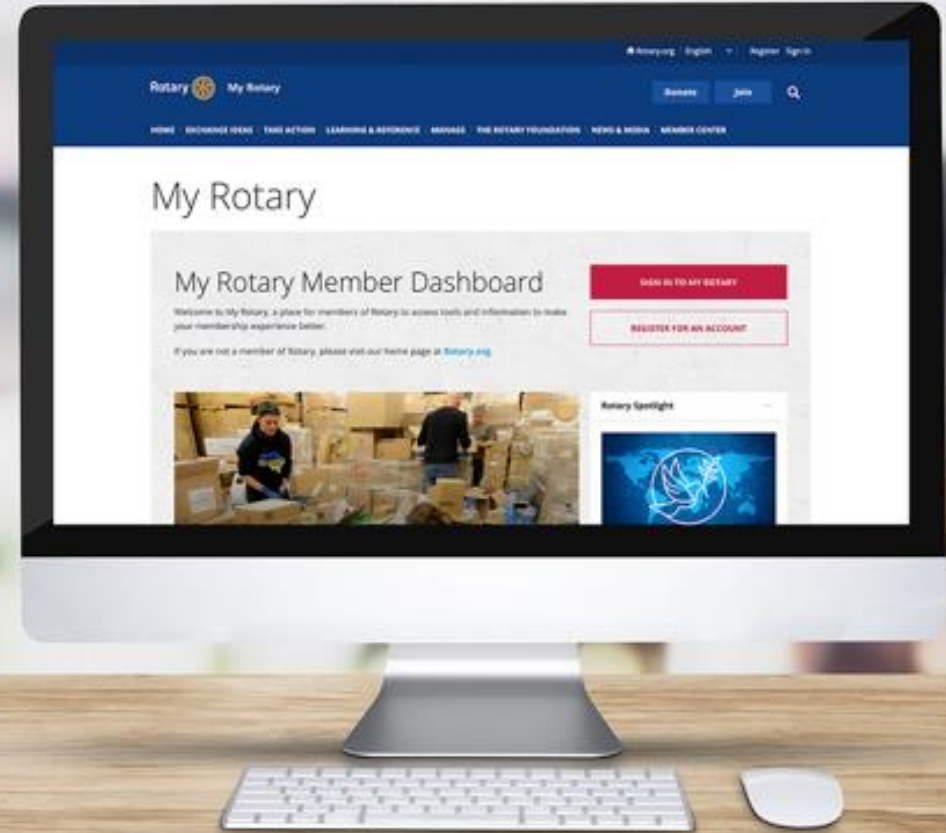 Rotary.org English Register Sign In
Rotary My Rotary Donate Join
HOME EXCHANGE IDEAS TAKE ACTION LEARNING & REFERENCE MANAGE THE ROTARY FOUNDATION NEWS & MEDIA MEMBER CENTER
My Rotary
My Rotary Member Dashboard
Welcome to My Rotary, a place for members of Rotary to access tools and information to make
your membership experience better.
If you are not a member of Rotary, please visit our home page at Rotary.org
SIGN IN TO MY ROTARY
REGISTER FOR AN ACCOUNT
Rotary Spotlight